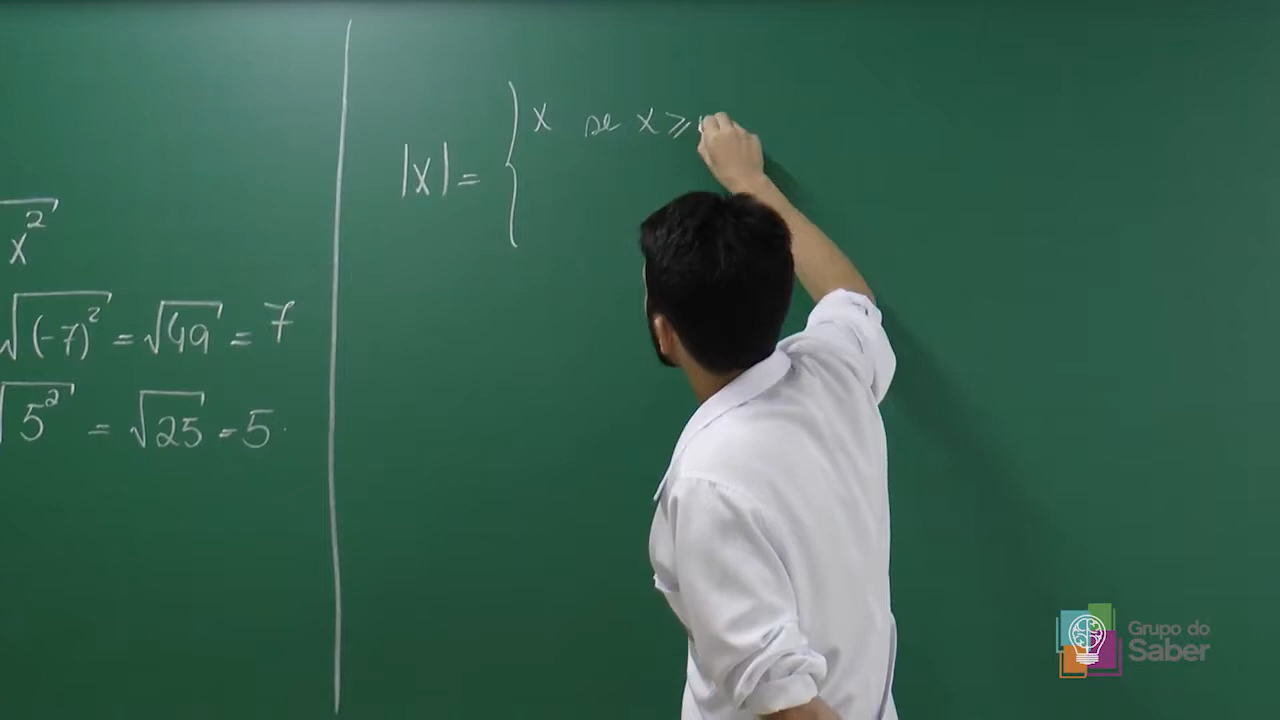 x²
√(-7)² = √49 = 7
√5² = √25 = 5.
|x| = { x se x ⩾
Grupo do
Saber